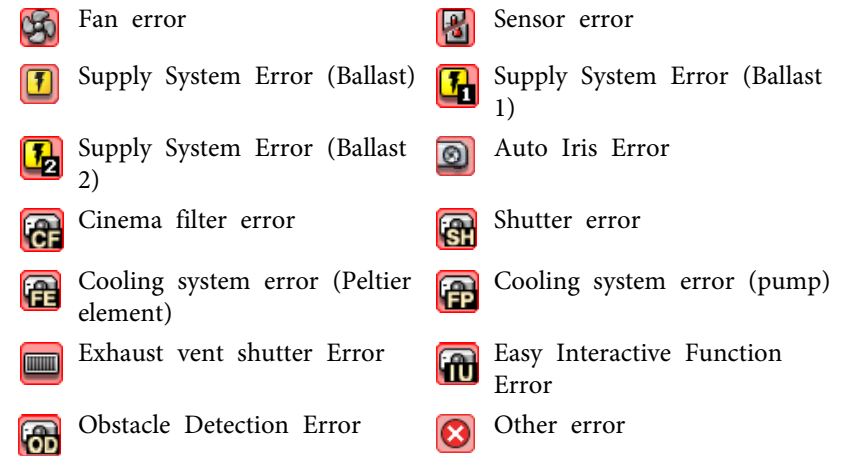 Fan error
Sensor error
Supply System Error (Ballast)
Supply System Error (Ballast
1)
1
Supply System Error (Ballast
2)
2
Auto Iris Error
CF
Cinema filter error
SH
Shutter error
FE
Cooling system error (Peltier
element)
FP
Cooling system error (pump)
Exhaust vent shutter Error
IU
Easy Interactive Function
Error
OD
Obstacle Detection Error
Other error